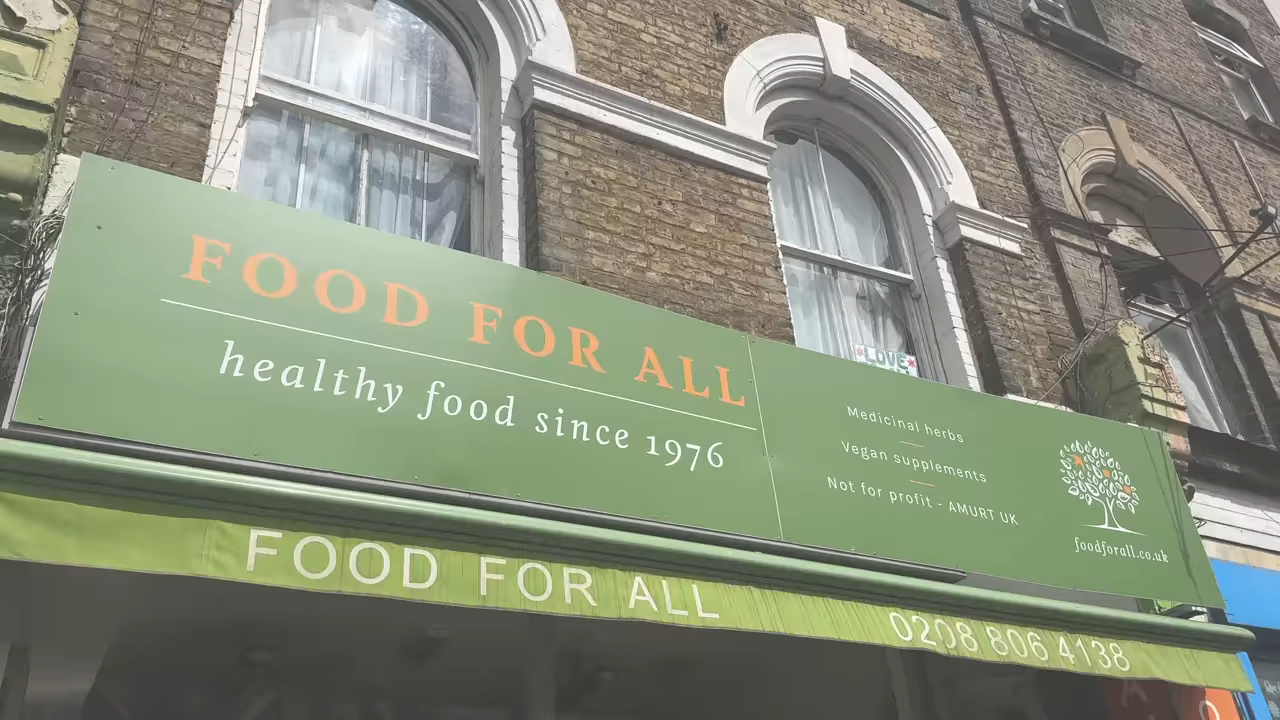 FOOD FOR ALL
healthy food since 1976
Medicinal herbs
Vegan supplements
Not for profit - AMURT UK
foodforall.co.uk
LOVE
FOOD FOR ALL
0208 806 4138